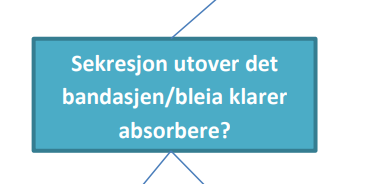 Sekresjon utover det
bandasjen/bleia klarer
absorbere?